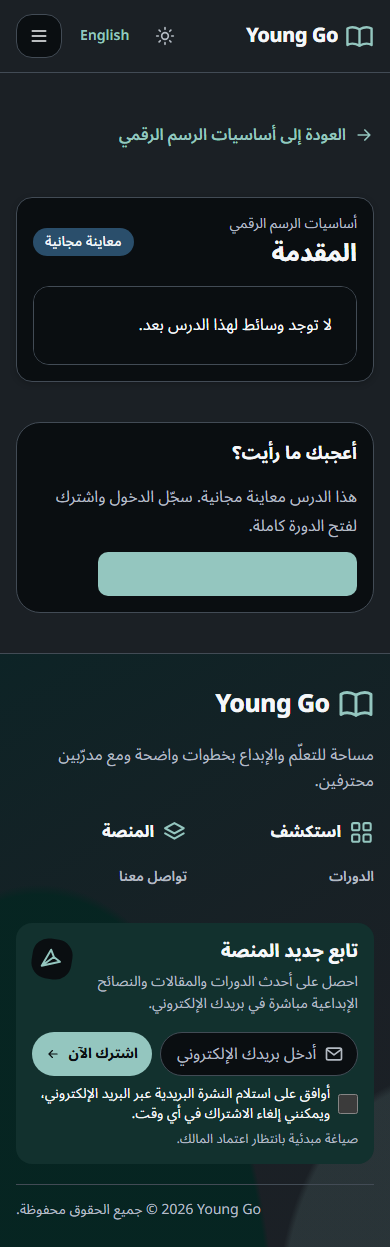 Young Go
English
العودة إلى أساسيات الرسم الرقمي
أساسيات الرسم الرقمي
المقدمة
معاينة مجانية
لا توجد وسائط لهذا الدرس بعد.
أعجبك ما رأيت؟
هذا الدرس معاينة مجانية. سجّل الدخول واشترك
لفتح الدورة كاملة.
Young Go
مساحة للتعلّم والإبداع بخطوات واضحة ومع مدرّبين
محترفين.
استكشف
الدورات
المنصة
تواصل معنا
تابع جديد المنصة
احصل على أحدث الدورات والمقالات والنصائح
الإبداعية مباشرة في بريدك الإلكتروني.
أدخل بريدك الإلكتروني
اشترك الآن
أوافق على استلام النشرة البريدية عبر البريد الإلكتروني،
ويمكنني إلغاء الاشتراك في أي وقت.
صياغة مبدئية بانتظار اعتماد المالك.
Young Go 2026 © جميع الحقوق محفوظة.